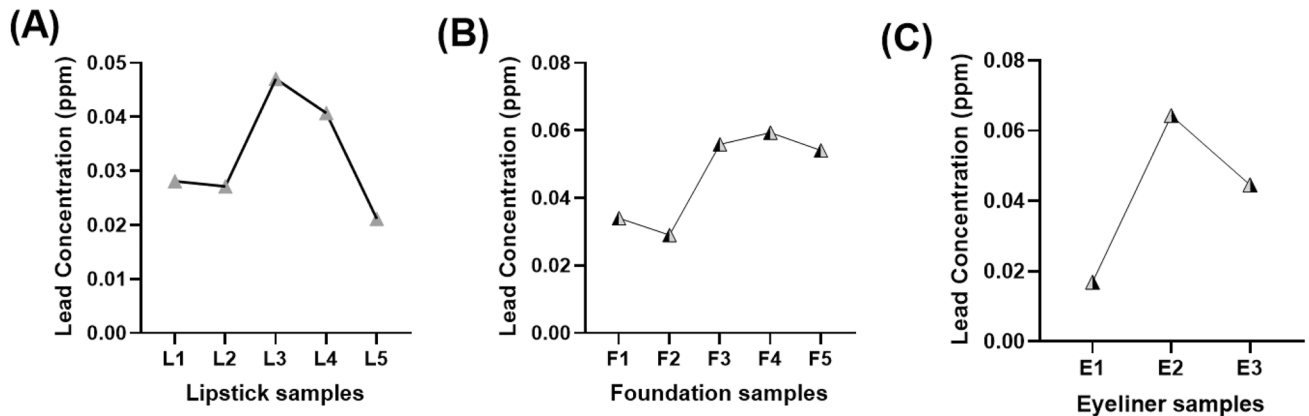 (A)
Lead Concentration (ppm)
0.05
0.04
0.03
0.02
0.01
0.00
L1 L2 L3 L4 L5
Lipstick samples
(B)
Lead Concentration (ppm)
0.08
0.06
0.04
0.02
0.00
F1 F2 F3 F4 F5
Foundation samples
(C)
Lead Concentration (ppm)
0.08
0.06
0.04
0.02
0.00
E1 E2 E3
Eyeliner samples